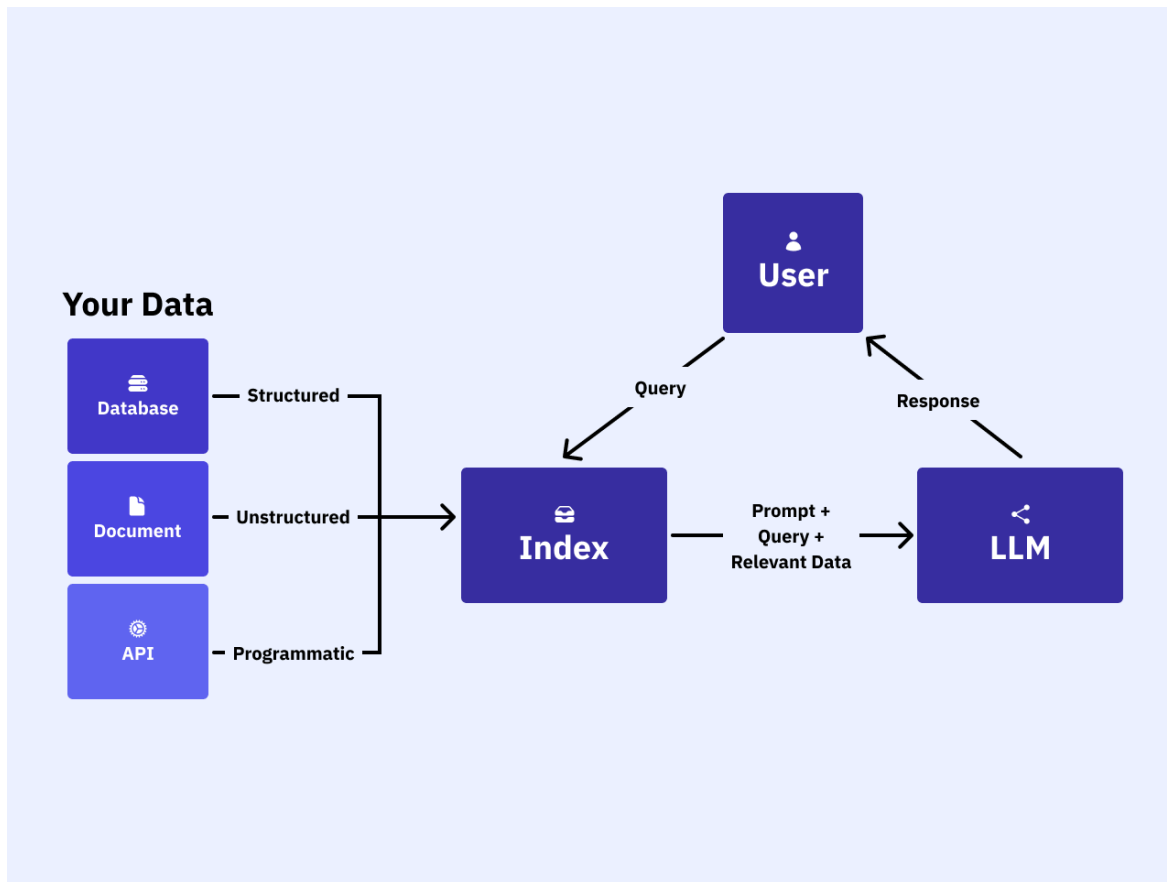 Your Data
Database
Structured
Document
Unstructured
API
Programmatic
User
Query
Response
Index
Prompt +
Query +
Relevant Data
LLM